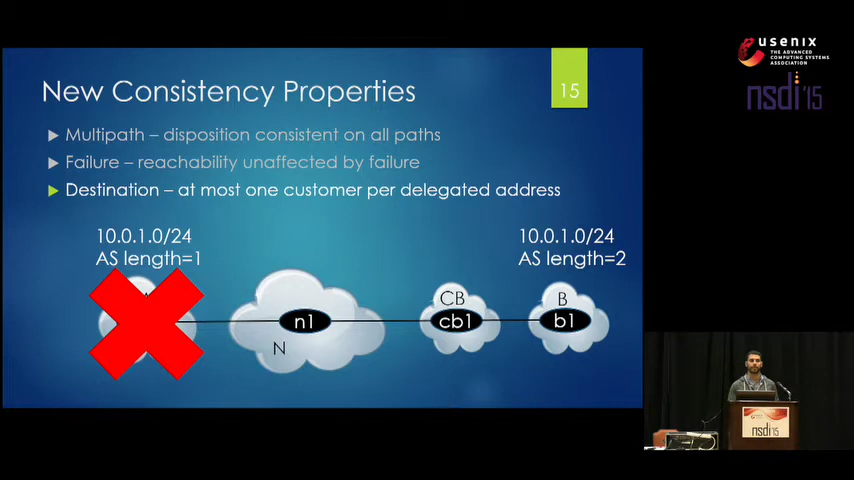 usenix
THE ADVANCED
COMPUTING SYSTEMS
ASSOCIATION
nsdi '15
New Consistency Properties
15
Multipath – disposition consistent on all paths
Failure – reachability unaffected by failure
Destination – at most one customer per delegated address
10.0.1.0/24
AS length=1
10.0.1.0/24
AS length=2
n1
N
CB
cb1
B
b1
nsdi'15